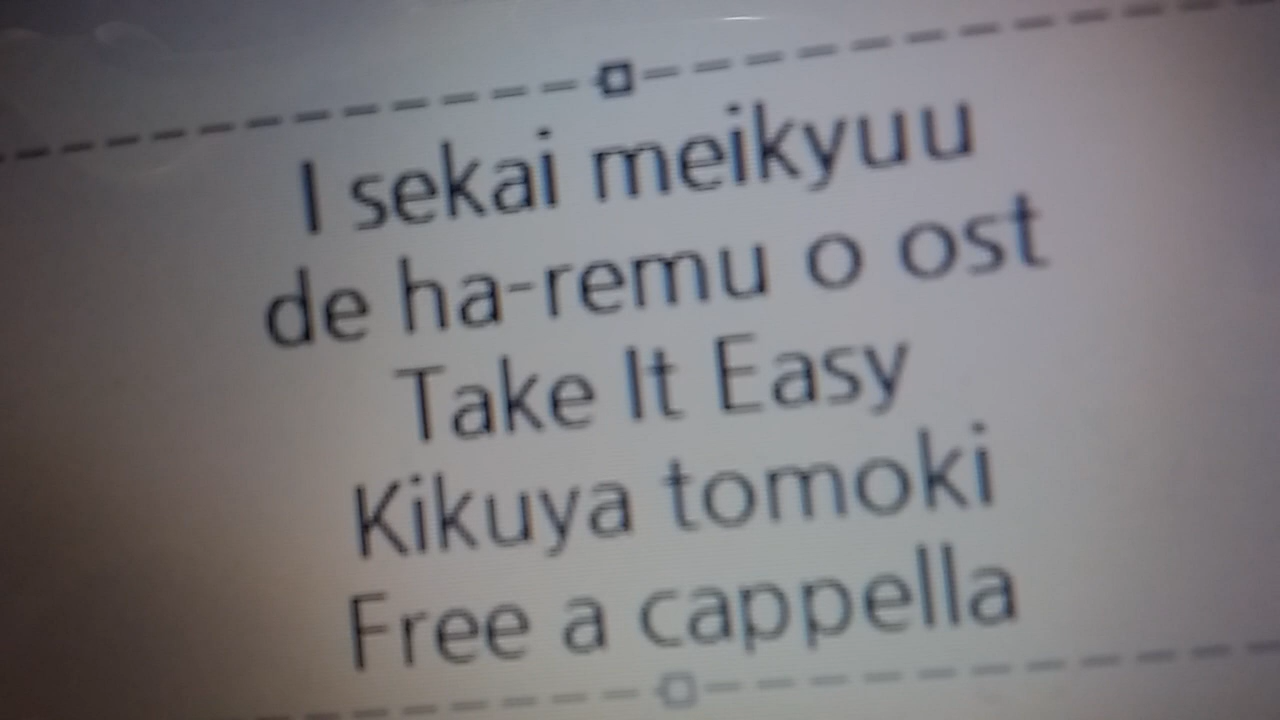 I sekai meikyuu
de ha-remu o ost
Take It Easy
Kikuya tomoki
Free a cappella